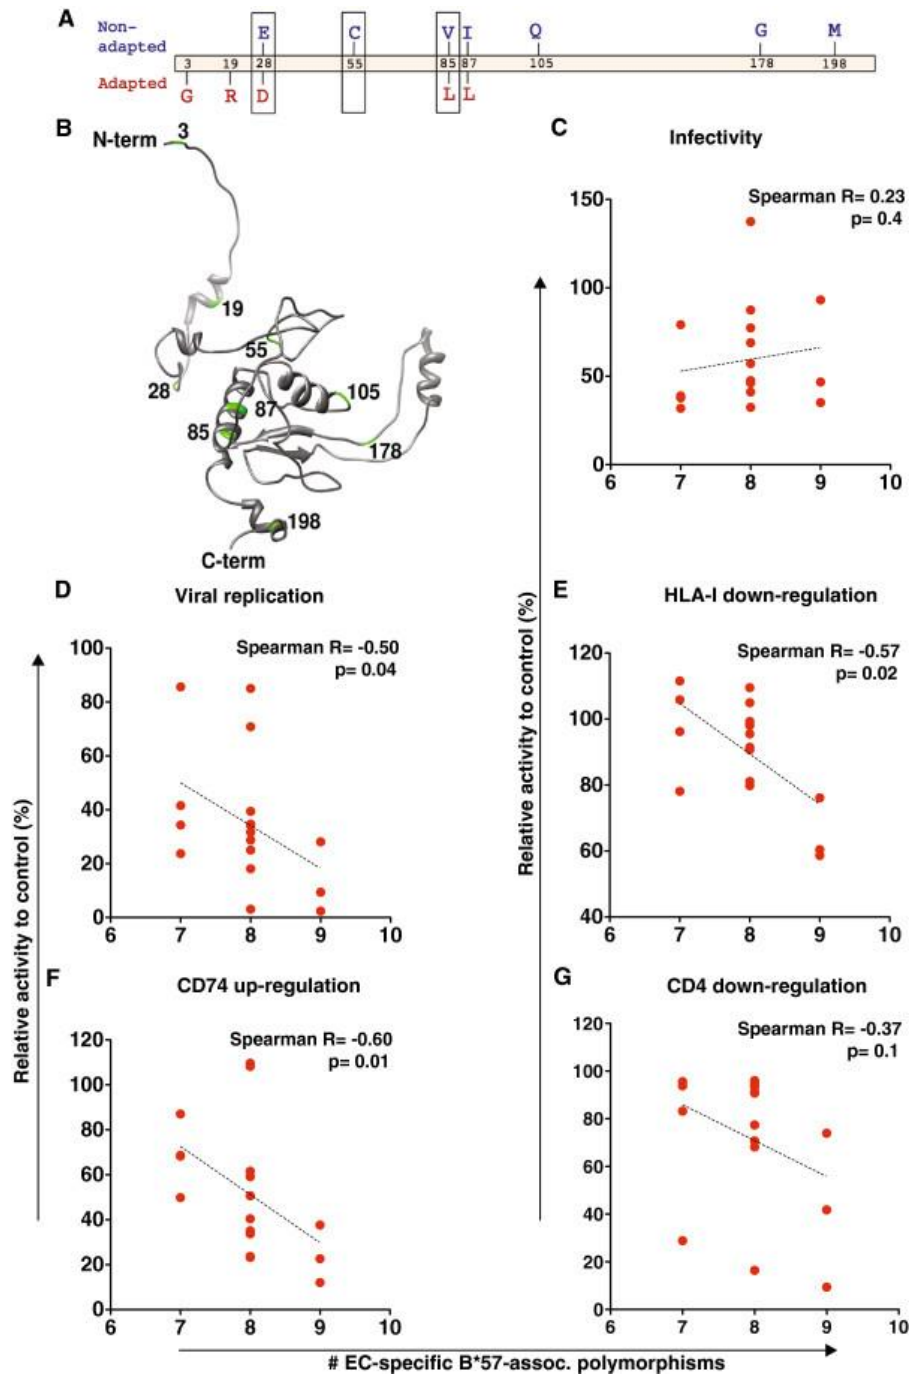 A
Non-
adapted
E C V I Q G M
3 19 28 55 85 87 105 178 198
Adapted
G R D L L
B
N-term
3
19
55
28
105
87
85
178
198
C-term
C
Infectivity
Spearman R= 0.23
p= 0.4
150
100
50
0
6 7 8 9 10
D
Viral replication
Spearman R= -0.50
p= 0.04
100
80
60
40
20
0
6 7 8 9 10
E
HLA-I down-regulation
Spearman R= -0.57
p= 0.02
120
100
80
60
40
6 7 8 9 10
F
CD74 up-regulation
Spearman R= -0.60
p= 0.01
120
100
80
60
40
20
0
6 7 8 9 10
G
CD4 down-regulation
Spearman R= -0.37
p= 0.1
120
100
80
60
40
20
0
6 7 8 9 10
Relative activity to control (%)
Relative activity to control (%)
# EC-specific B*57-assoc. polymorphisms